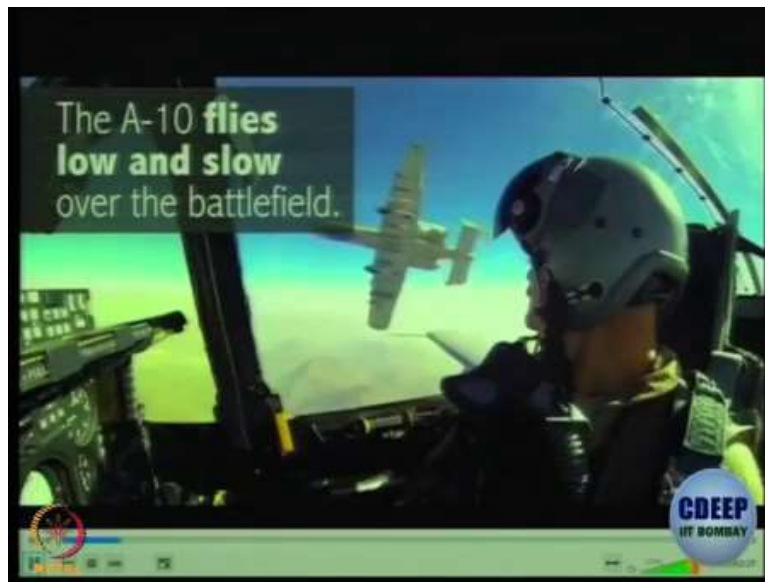 The A-10 flies
low and slow
over the battlefield.
CDEEP
IIT BOMBAY